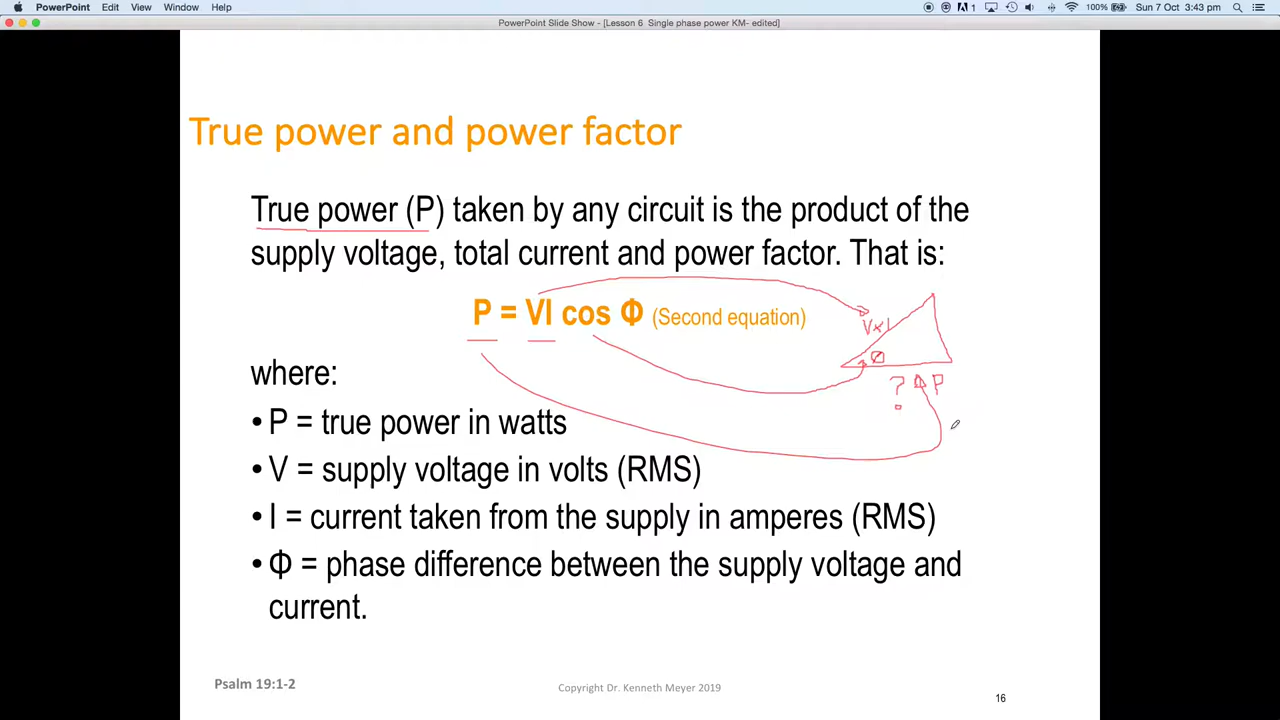 PowerPoint Edit View Window Help 1 100% Sun 7 Oct 3:43 pm
PowerPoint Slide Show - [Lesson 6 Single phase power KM- edited]
True power and power factor
True power (P) taken by any circuit is the product of the
supply voltage, total current and power factor. That is:
P = VI cos Φ (Second equation)
V x I
Ø
? P
where:
• P = true power in watts
• V = supply voltage in volts (RMS)
• I = current taken from the supply in amperes (RMS)
• Φ = phase difference between the supply voltage and
current.
Psalm 19:1-2
Copyright Dr. Kenneth Meyer 2019
16